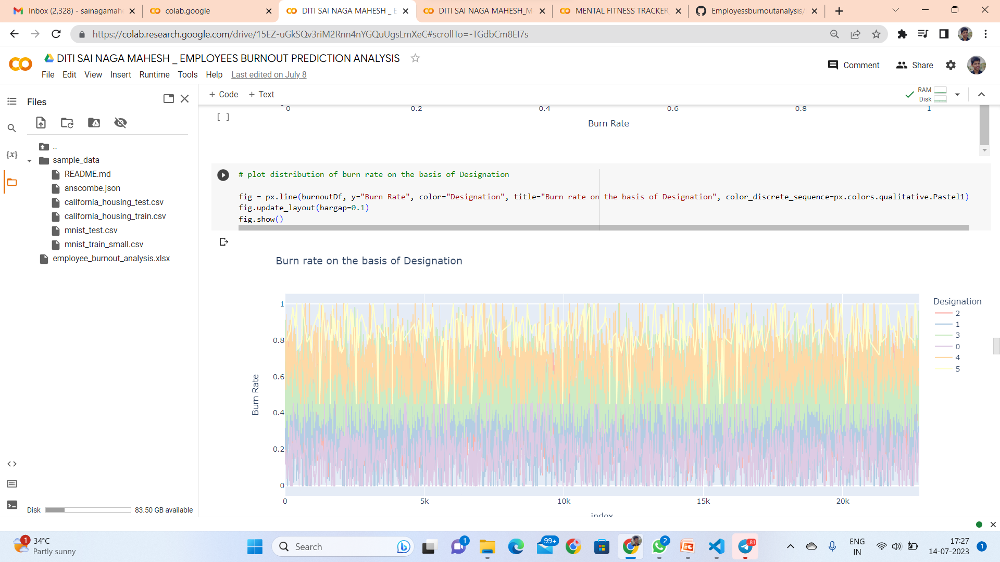 Inbox (2,328) - sainagamahe
colab.google
DITI SAI NAGA MAHESH _ E
DITI SAI NAGA MAHESH_M
MENTAL FITNESS TRACKER
Employessburnoutanalysis/
https://colab.research.google.com/drive/15EZ-uGkSQv3riM2Rnn4nYGQuUgsLmXeC#scrollTo=-TGdbCm8EI7s
DITI SAI NAGA MAHESH _ EMPLOYEES BURNOUT PREDICTION ANALYSIS
Comment Share
File Edit View Insert Runtime Tools Help Last edited on July 8
Files
+ Code + Text
RAM
Disk
..
sample_data
README.md
anscombe.json
california_housing_test.csv
california_housing_train.csv
mnist_test.csv
mnist_train_small.csv
employee_burnout_analysis.xlsx
{x}
Disk 83.50 GB available
[ ]
0 0.2 0.4 0.6 0.8 1
Burn Rate
# plot distribution of burn rate on the basis of Designation
fig = px.line(burnoutDf, y="Burn Rate", color="Designation", title="Burn rate on the basis of Designation", color_discrete_sequence=px.colors.qualitative.Pastel1)
fig.update_layout(bargap=0.1)
fig.show()
Burn rate on the basis of Designation
Burn Rate
1
0.8
0.6
0.4
0.2
0
0 5k 10k 15k 20k
index
Designation
2
1
3
0
4
5
1
34°C
Partly sunny
Search
1
99+
2
81
ENG
IN
17:27
14-07-2023
1